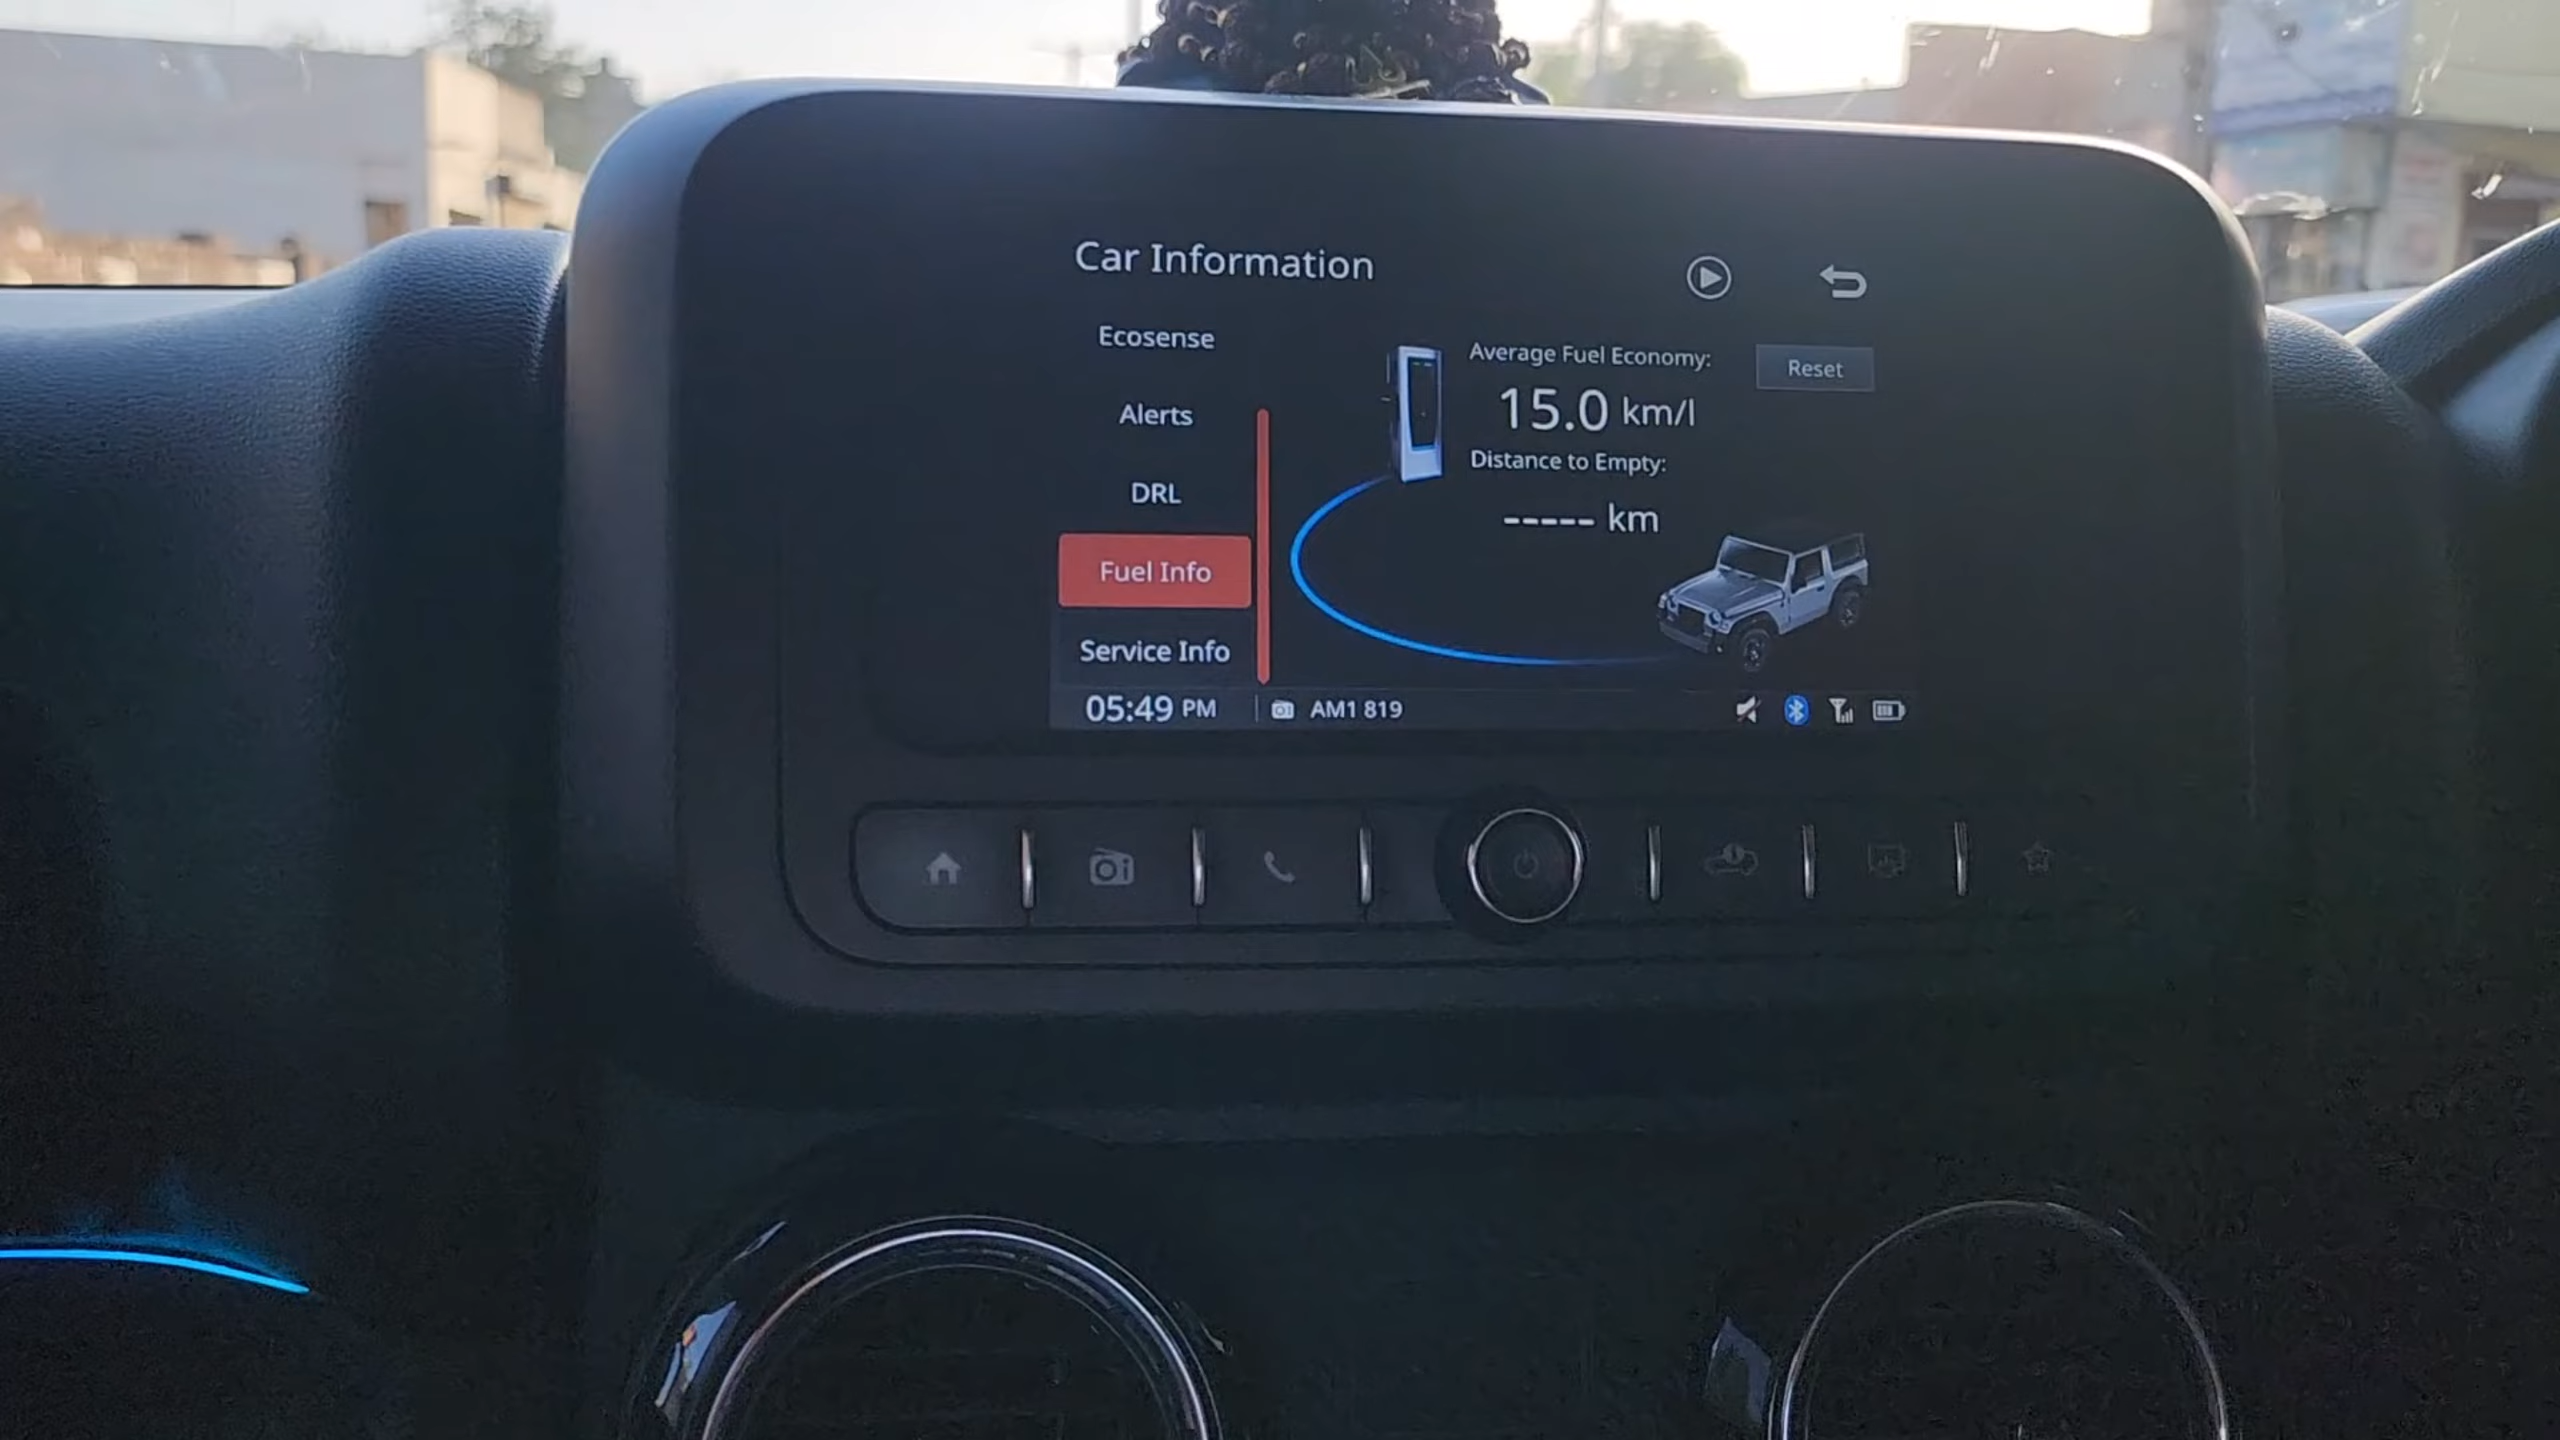 Car Information
Ecosense
Alerts
DRL
Fuel Info
Service Info
Average Fuel Economy:
Reset
15.0 km/l
Distance to Empty:
----- km
05:49 PM
AM1 819